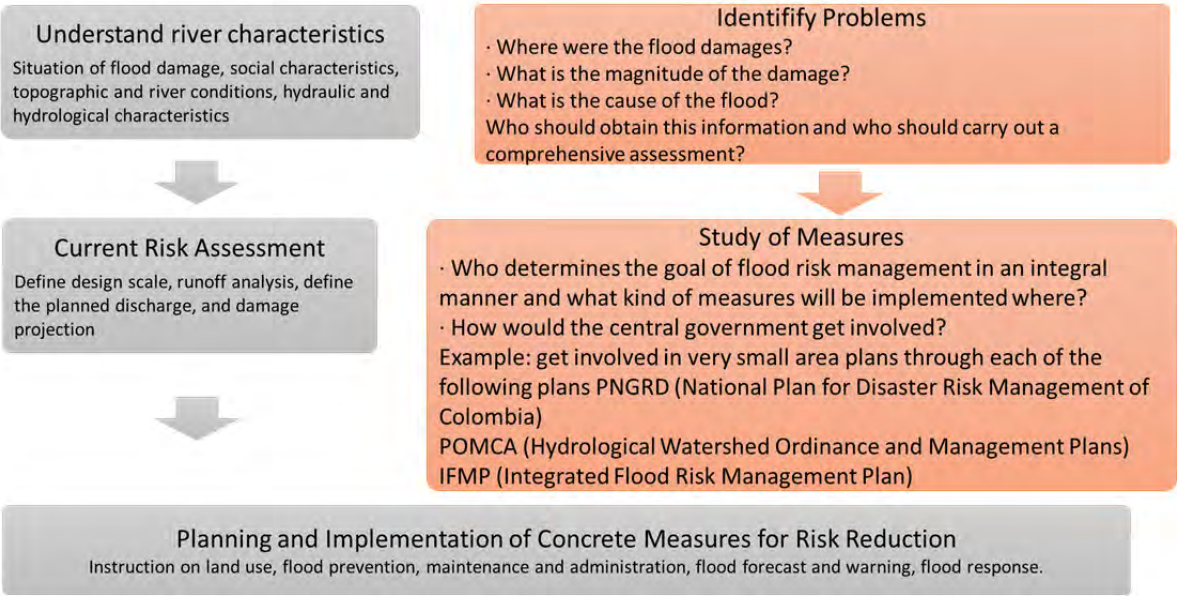 Understand river characteristics
Situation of flood damage, social characteristics,
topographic and river conditions, hydraulic and
hydrological characteristics
Identifify Problems
· Where were the flood damages?
· What is the magnitude of the damage?
· What is the cause of the flood?
Who should obtain this information and who should carry out a
comprehensive assessment?
Current Risk Assessment
Define design scale, runoff analysis, define
the planned discharge, and damage
projection
Study of Measures
· Who determines the goal of flood risk management in an integral
manner and what kind of measures will be implemented where?
· How would the central government get involved?
Example: get involved in very small area plans through each of the
following plans PNGRD (National Plan for Disaster Risk Management of
Colombia)
POMCA (Hydrological Watershed Ordinance and Management Plans)
IFMP (Integrated Flood Risk Management Plan)
Planning and Implementation of Concrete Measures for Risk Reduction
Instruction on land use, flood prevention, maintenance and administration, flood forecast and warning, flood response.